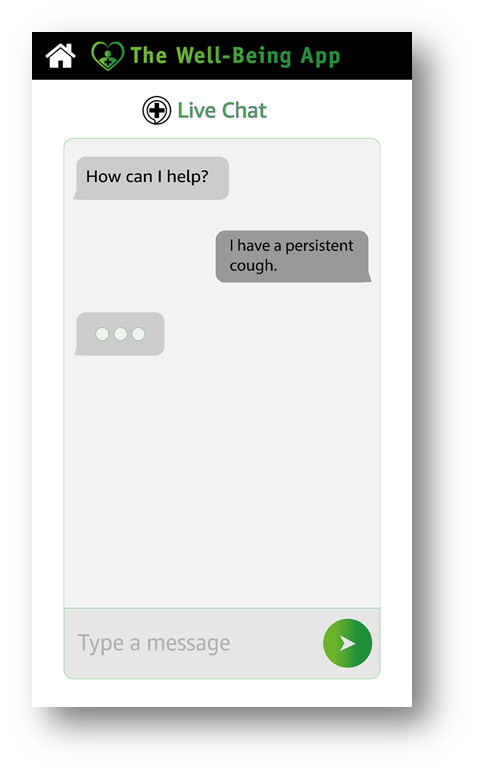 The Well-Being App
Live Chat
How can I help?
I have a persistent
cough.
Type a message